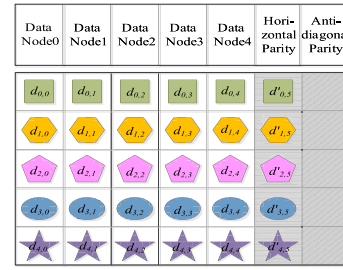 Data Node0 Data Node1 Data Node2 Data Node3 Data Node4 Hori-zontal Parity Anti-diagonal Parity
d0,0 d0,1 d0,2 d0,3 d0,4 d'0,5
d1,0 d1,1 d1,2 d1,3 d1,4 d'1,5
d2,0 d2,1 d2,2 d2,3 d2,4 d'2,5
d3,0 d3,1 d3,2 d3,3 d3,4 d'3,5
d4,0 d4,1 d4,2 d4,3 d4,4 d'4,5